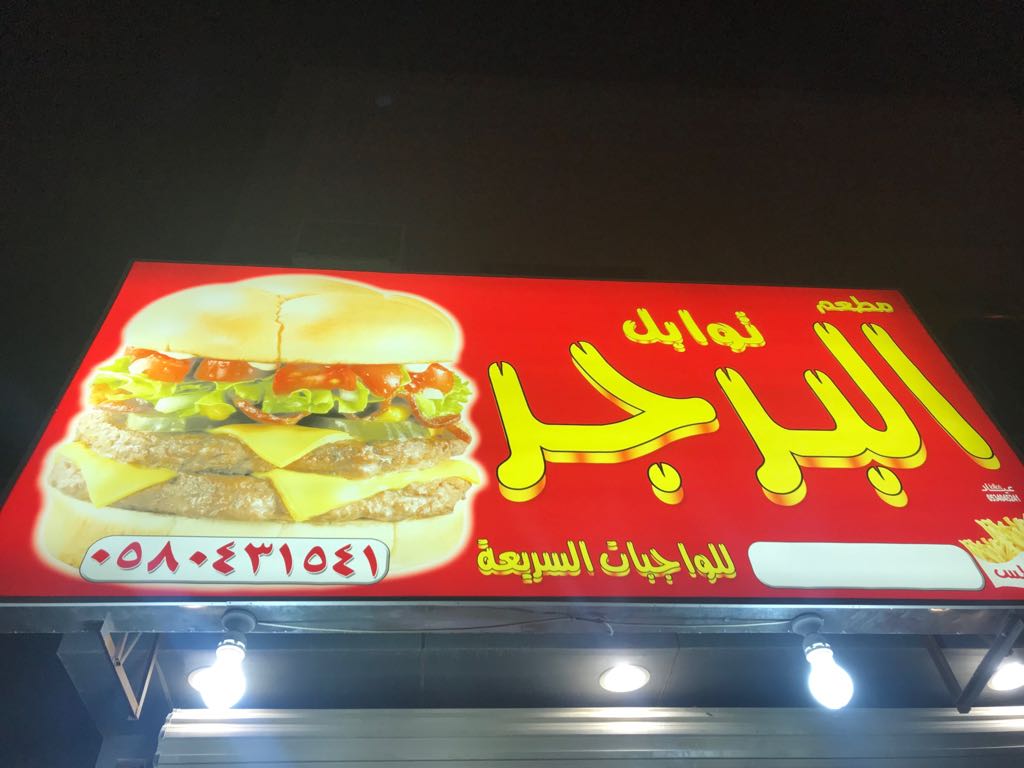 مطعم
توابل
البرجر
للواجبات السريعة
٠٥٨٠٤٣١٥٤١